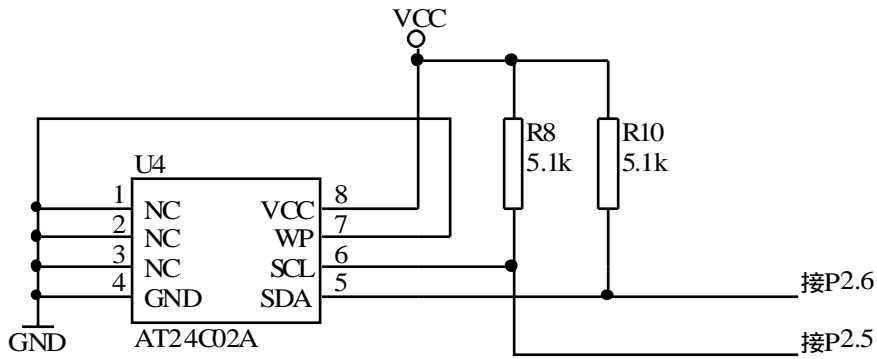 VCC
R8
5.1k
R10
5.1k
U4
1 NC VCC 8
2 NC WP 7
3 NC SCL 6
4 GND SDA 5
AT24C02A
GND
接P2.6
接P2.5